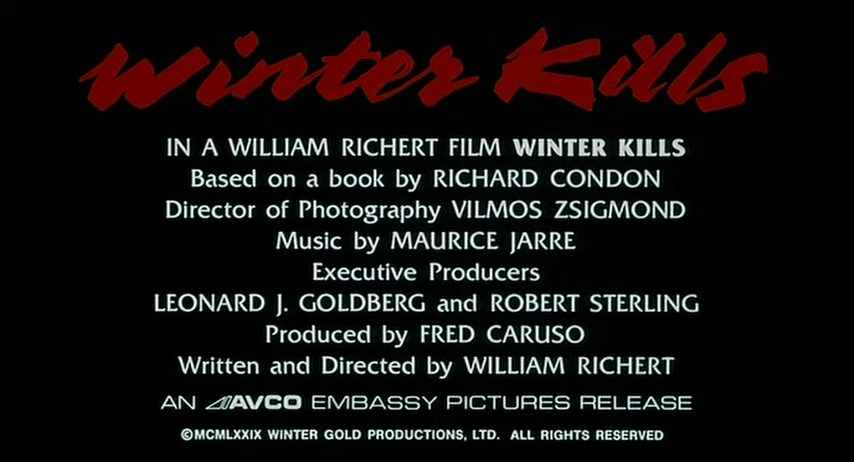 Winter Kills
IN A WILLIAM RICHERT FILM WINTER KILLS
Based on a book by RICHARD CONDON
Director of Photography VILMOS ZSIGMOND
Music by MAURICE JARRE
Executive Producers
LEONARD J. GOLDBERG and ROBERT STERLING
Produced by FRED CARUSO
Written and Directed by WILLIAM RICHERT
AN AVCO EMBASSY PICTURES RELEASE
©MCMLXXIX WINTER GOLD PRODUCTIONS, LTD. ALL RIGHTS RESERVED